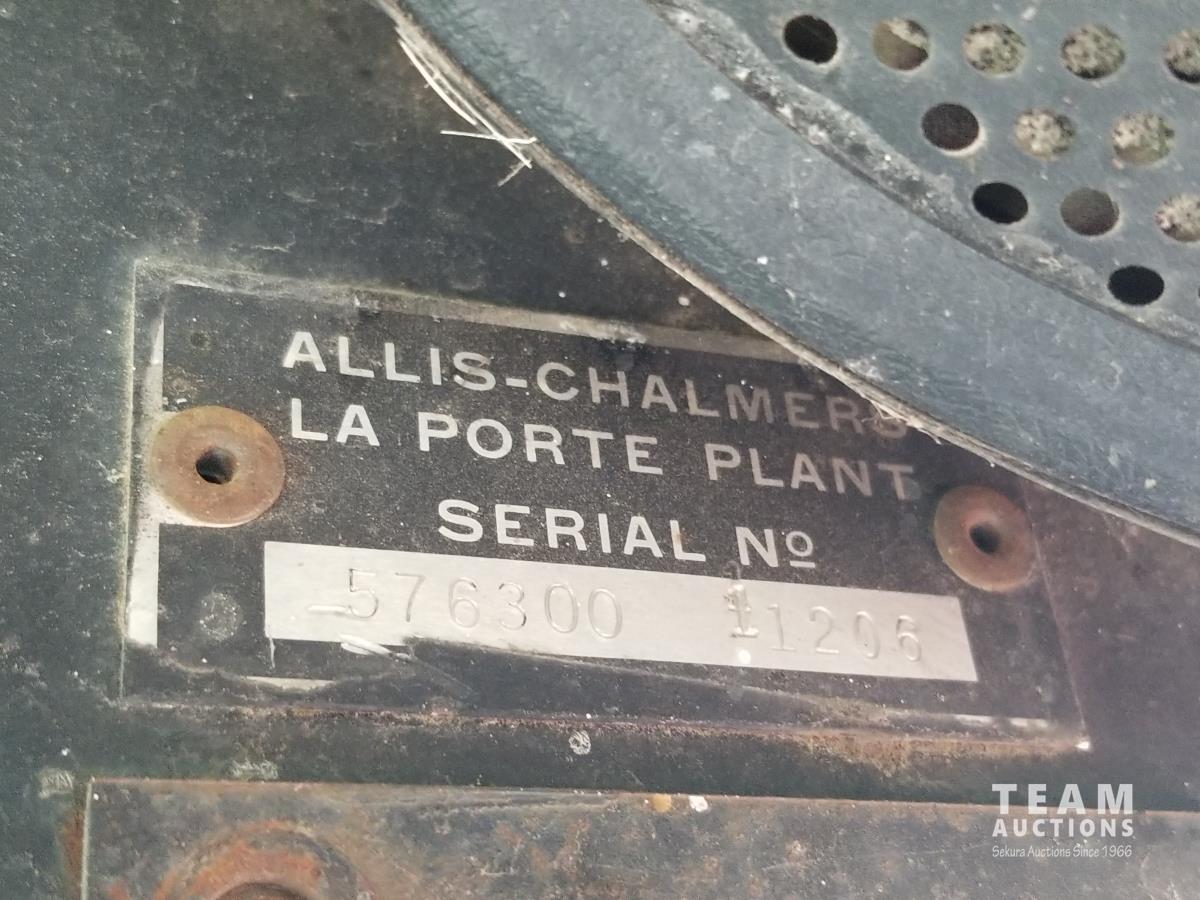 ALLIS-CHALMERS
LA PORTE PLANT
SERIAL Nº
576300 11206
TEAM
AUCTIONS
Sekura Auctions Since 1966